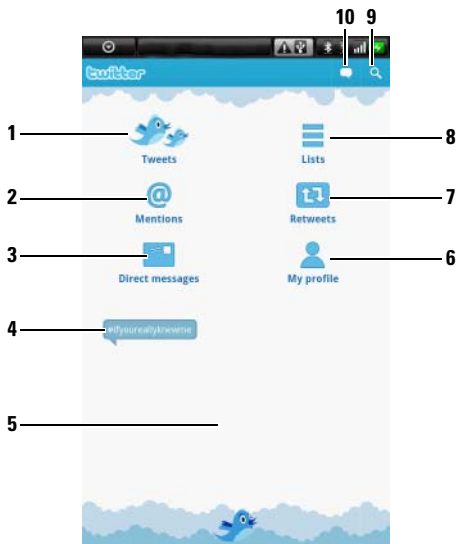 10 9
twitter
1
Tweets
Lists
8
2
@
Mentions
Retweets
7
3
Direct messages
My profile
6
4
#ifyoureallyknewme
5